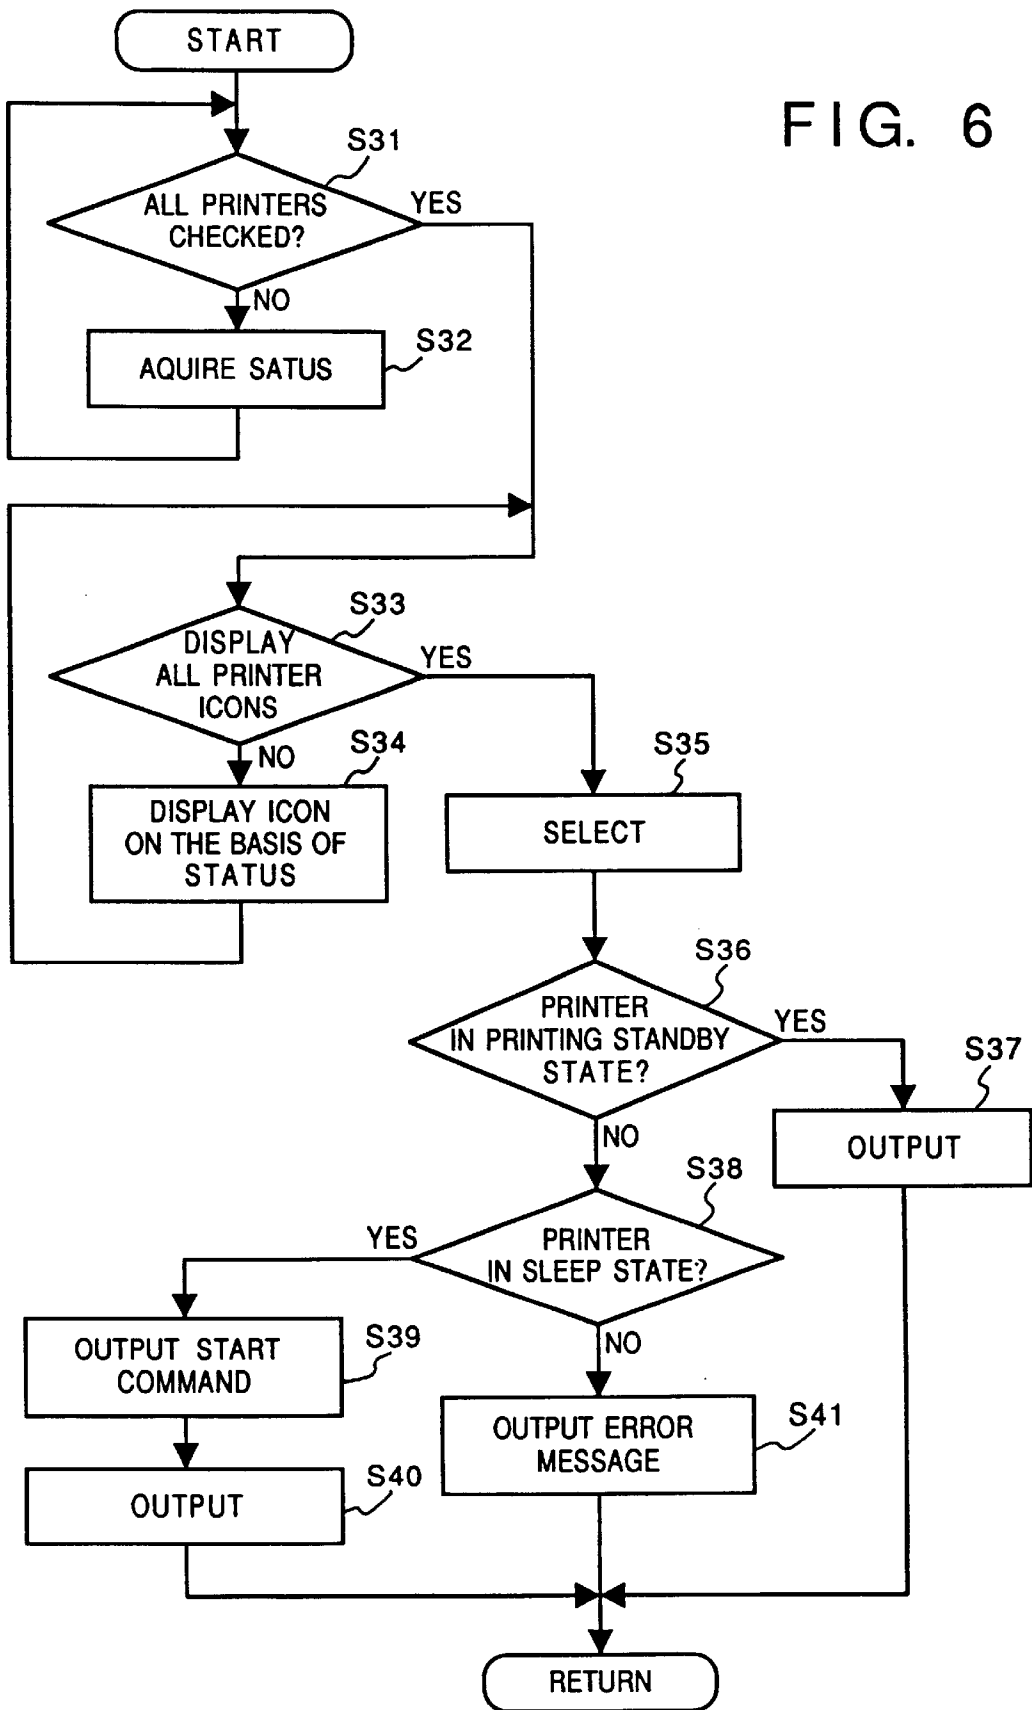 START
FIG. 6
S31
ALL PRINTERS
CHECKED?
YES
NO
S32
AQUIRE SATUS
S33
DISPLAY
ALL PRINTER
ICONS
YES
NO
S34
DISPLAY ICON
ON THE BASIS OF
STATUS
S35
SELECT
S36
PRINTER
IN PRINTING STANDBY
STATE?
YES
NO
S37
OUTPUT
S38
PRINTER
IN SLEEP STATE?
YES
NO
S39
OUTPUT START
COMMAND
S40
OUTPUT
S41
OUTPUT ERROR
MESSAGE
RETURN